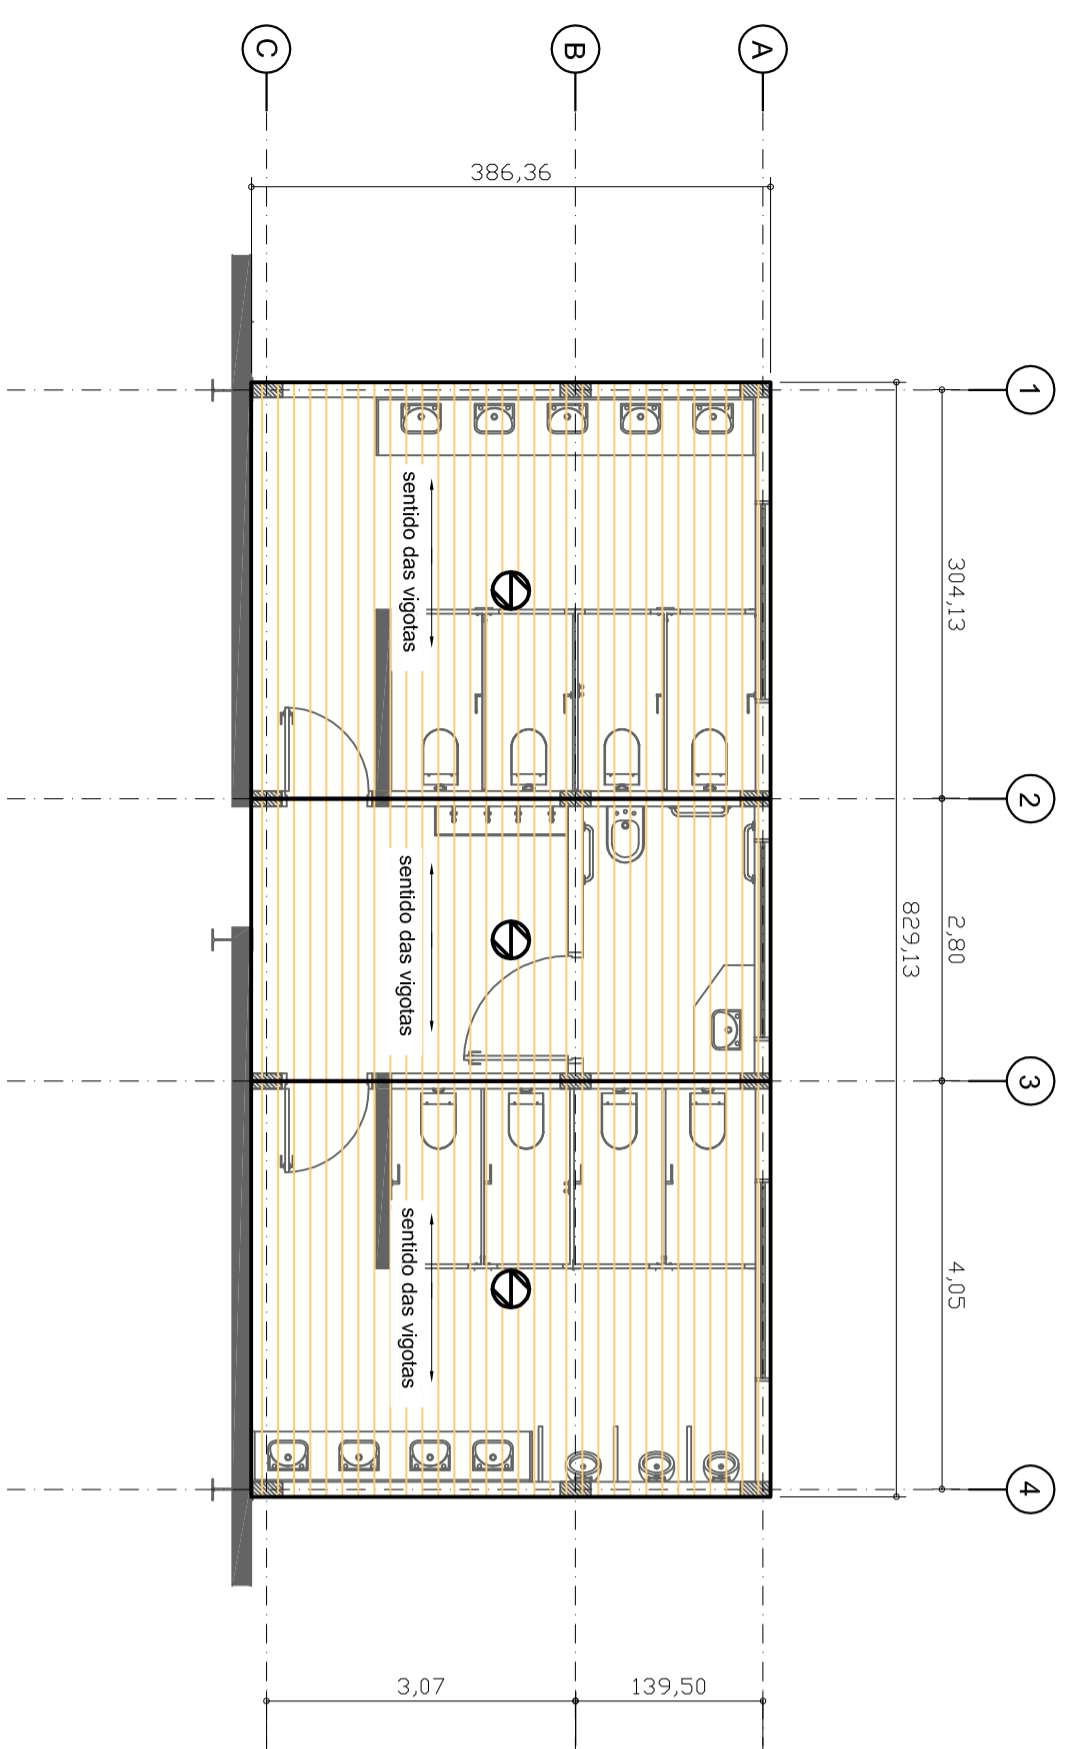 C
B
A
386,36
1
304,13
sentido das vigotas
2
829,13
2,80
sentido das vigotas
3
4,05
sentido das vigotas
4
3,07
139,50